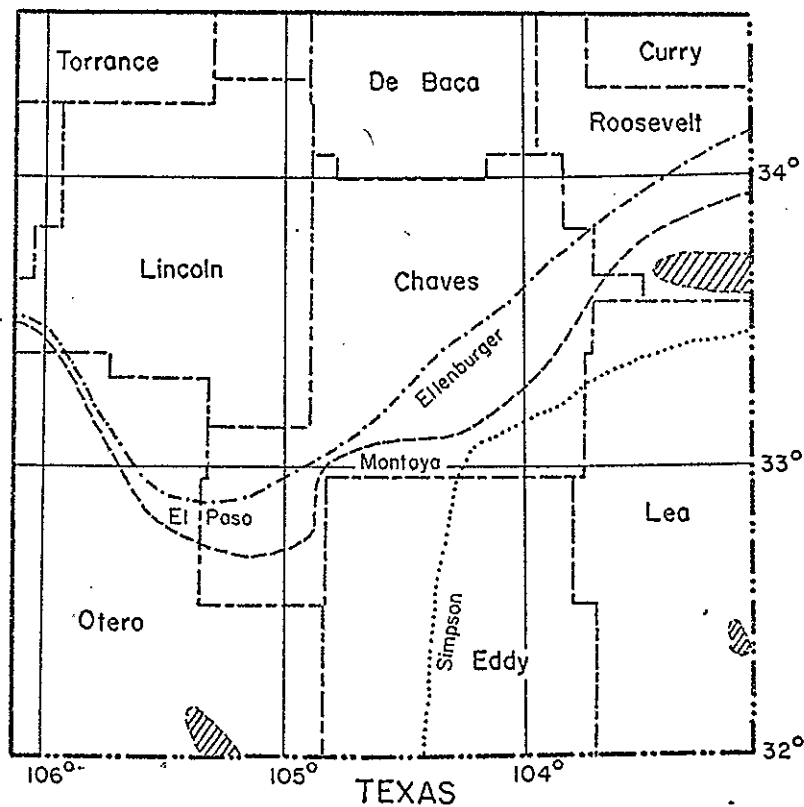 Torrance
Curry
De Baca
Roosevelt
34°
Lincoln
Chaves
Ellenburger
33°
Montoya
El Paso
Lea
Otero
Simpson
Eddy
32°
106°
105°
104°
TEXAS